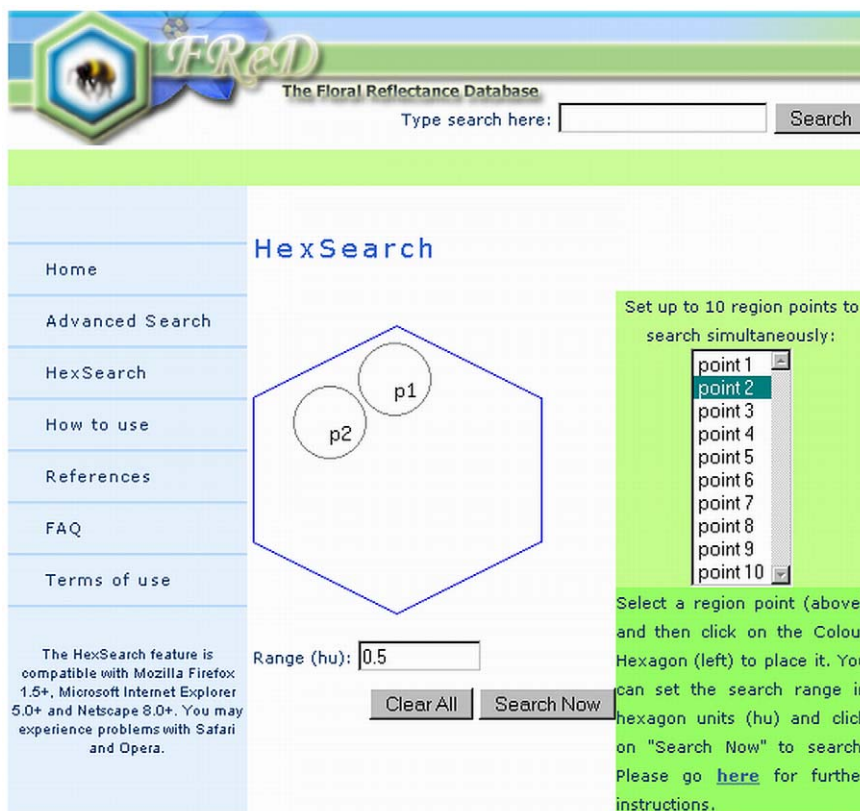 FReD
The Floral Reflectance Database
Type search here:
Search
Home
Advanced Search
HexSearch
How to use
References
FAQ
Terms of use
The HexSearch feature is
compatible with Mozilla Firefox
1.5+, Microsoft Internet Explorer
5.0+ and Netscape 8.0+. You may
experience problems with Safari
and Opera.
HexSearch
p1
p2
Range (hu): 0.5
Clear All
Search Now
Set up to 10 region points to
search simultaneously:
point 1
point 2
point 3
point 4
point 5
point 6
point 7
point 8
point 9
point 10
Select a region point (above
and then click on the Colou
Hexagon (left) to place it. You
can set the search range i
hexagon units (hu) and click
on "Search Now" to search
Please go here for furthe
instructions.